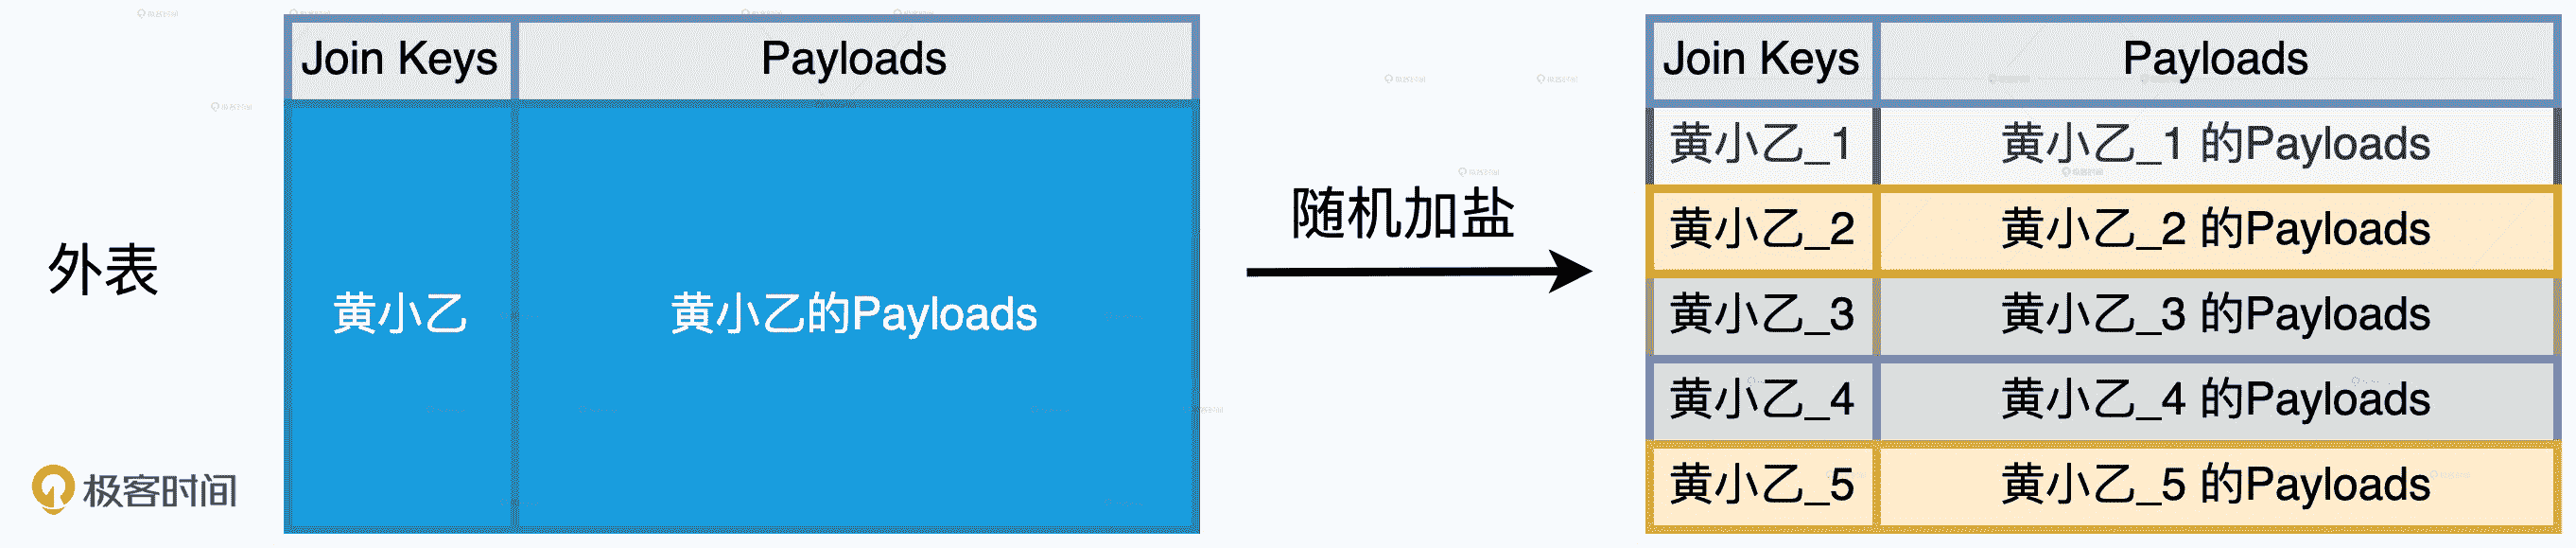 外表
Join Keys Payloads
黄小乙 黄小乙的Payloads
随机加盐
Join Keys Payloads
黄小乙_1 黄小乙_1 的Payloads
黄小乙_2 黄小乙_2 的Payloads
黄小乙_3 黄小乙_3 的Payloads
黄小乙_4 黄小乙_4 的Payloads
黄小乙_5 黄小乙_5 的Payloads
极客时间